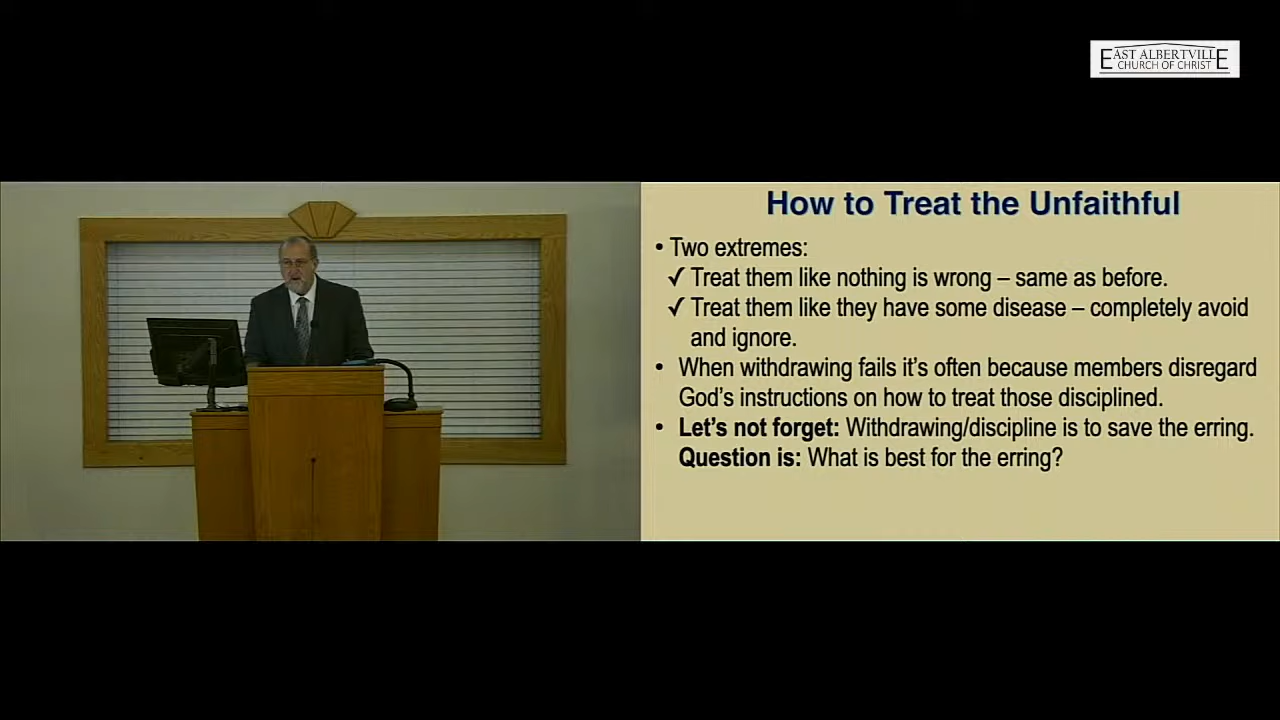 EAST ALBERTVILLE
CHURCH OF CHRIST
How to Treat the Unfaithful
• Two extremes:
✓ Treat them like nothing is wrong – same as before.
✓ Treat them like they have some disease – completely avoid
and ignore.
• When withdrawing fails it's often because members disregard
God's instructions on how to treat those disciplined.
• Let's not forget: Withdrawing/discipline is to save the erring.
Question is: What is best for the erring?